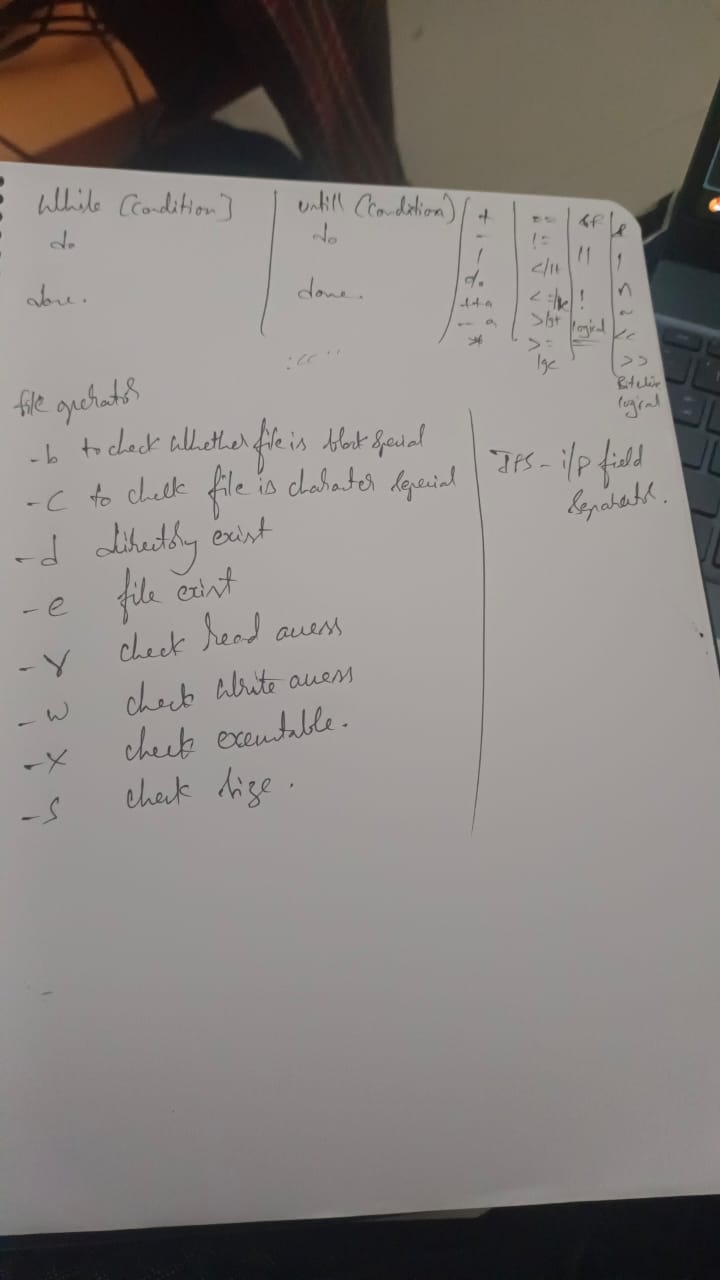 While [Condition]
do
done.
untill (Condition)
do
done.
+
-
/
%
++a
-- a
*
==
!=
</lt
< =/le
>/gt
>=
/ge
||
!
logical
&
^
~
<<
>>
Bitwise
logical
file operator
-b to check whether file is block special
-c to check file is character special
-d directory exist
-e file exist
-r check read access
-w check write access
-x check executable.
-s check size.
IFS - i/p field
separator.